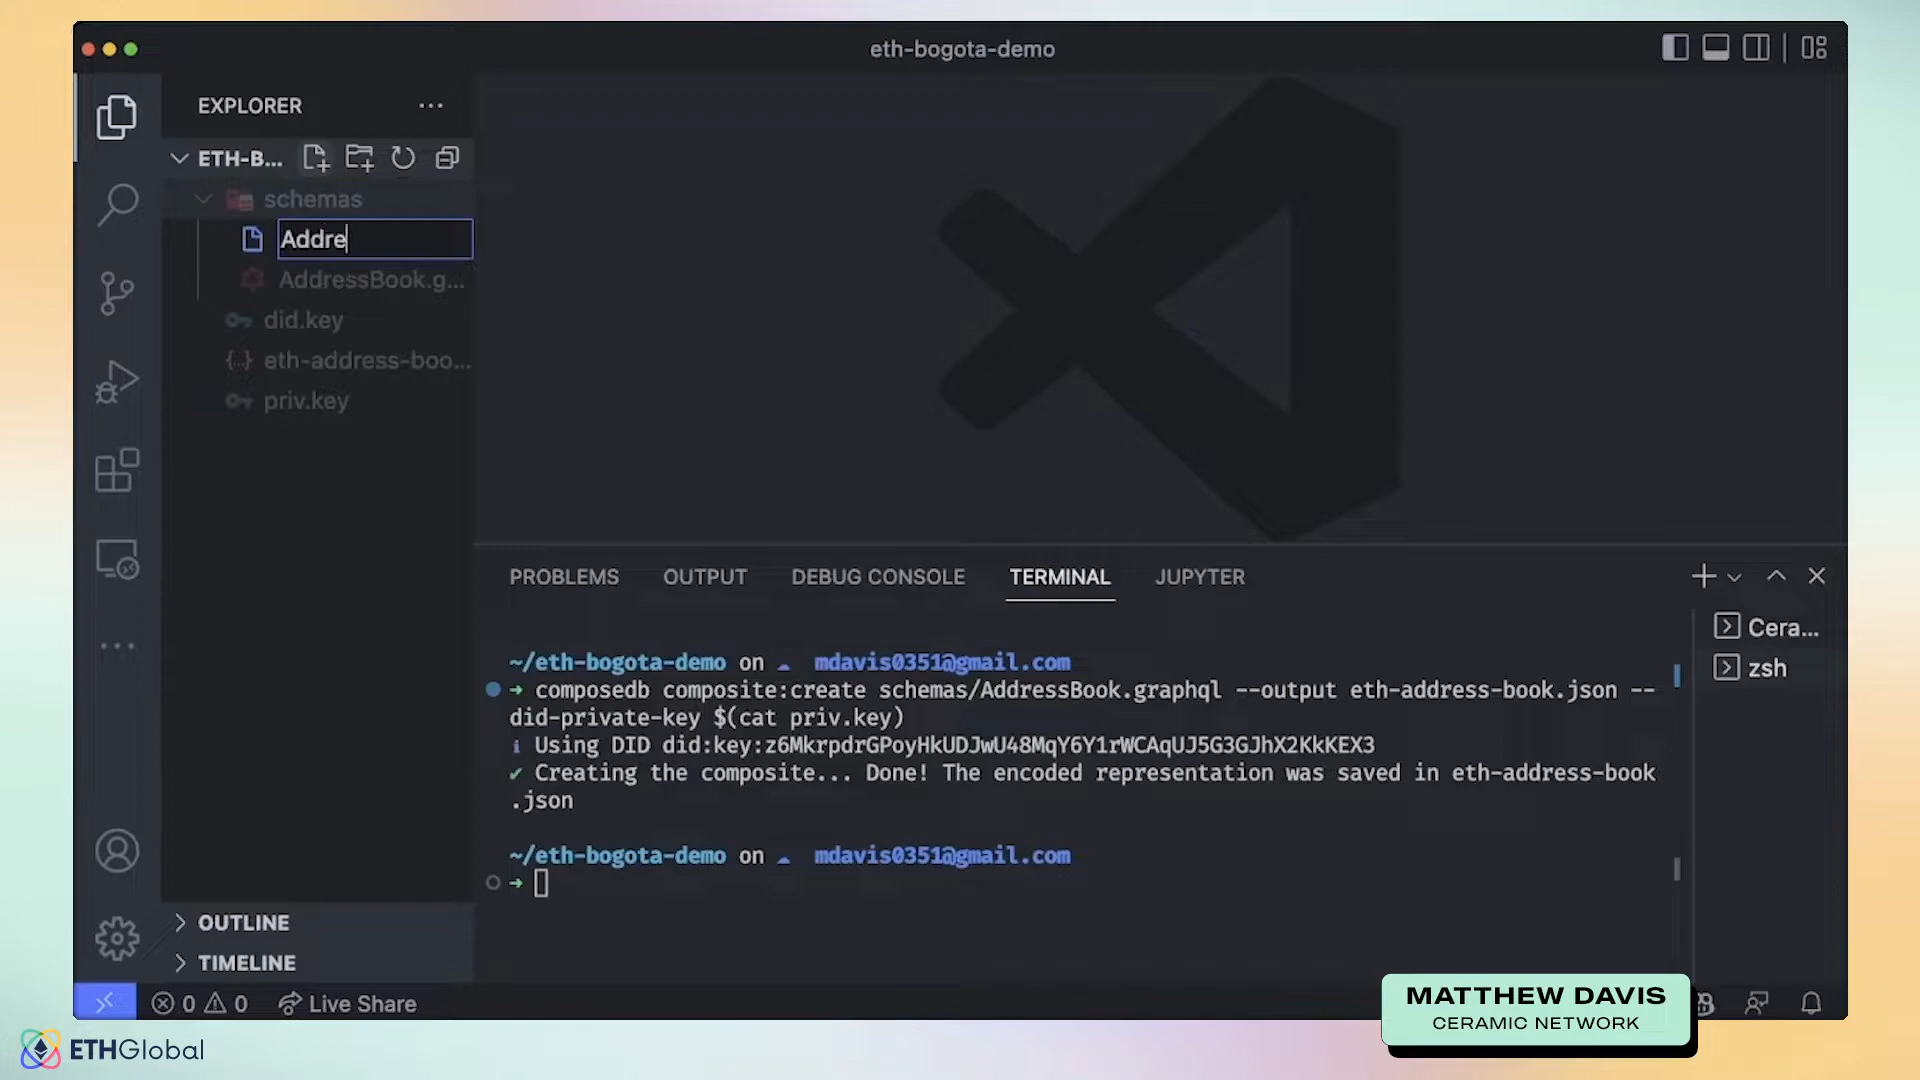 eth-bogota-demo
EXPLORER
ETH-B...
schemas
Addre
AddressBook.g...
did.key
eth-address-boo...
priv.key
OUTLINE
TIMELINE
PROBLEMS OUTPUT DEBUG CONSOLE TERMINAL JUPYTER
Cera...
zsh
~/eth-bogota-demo on mdavis0351@gmail.com
➜ composedb composite:create schemas/AddressBook.graphql --output eth-address-book.json --
did-private-key $(cat priv.key)
ℹ Using DID did:key:z6MkrpdrGPoyHkUDJwU48MqY6Y1rWCAqUJ5G3GJhX2KkKEX3
✔ Creating the composite... Done! The encoded representation was saved in eth-address-book
.json
~/eth-bogota-demo on mdavis0351@gmail.com
➜
0 0 Live Share
MATTHEW DAVIS
CERAMIC NETWORK
ETHGlobal